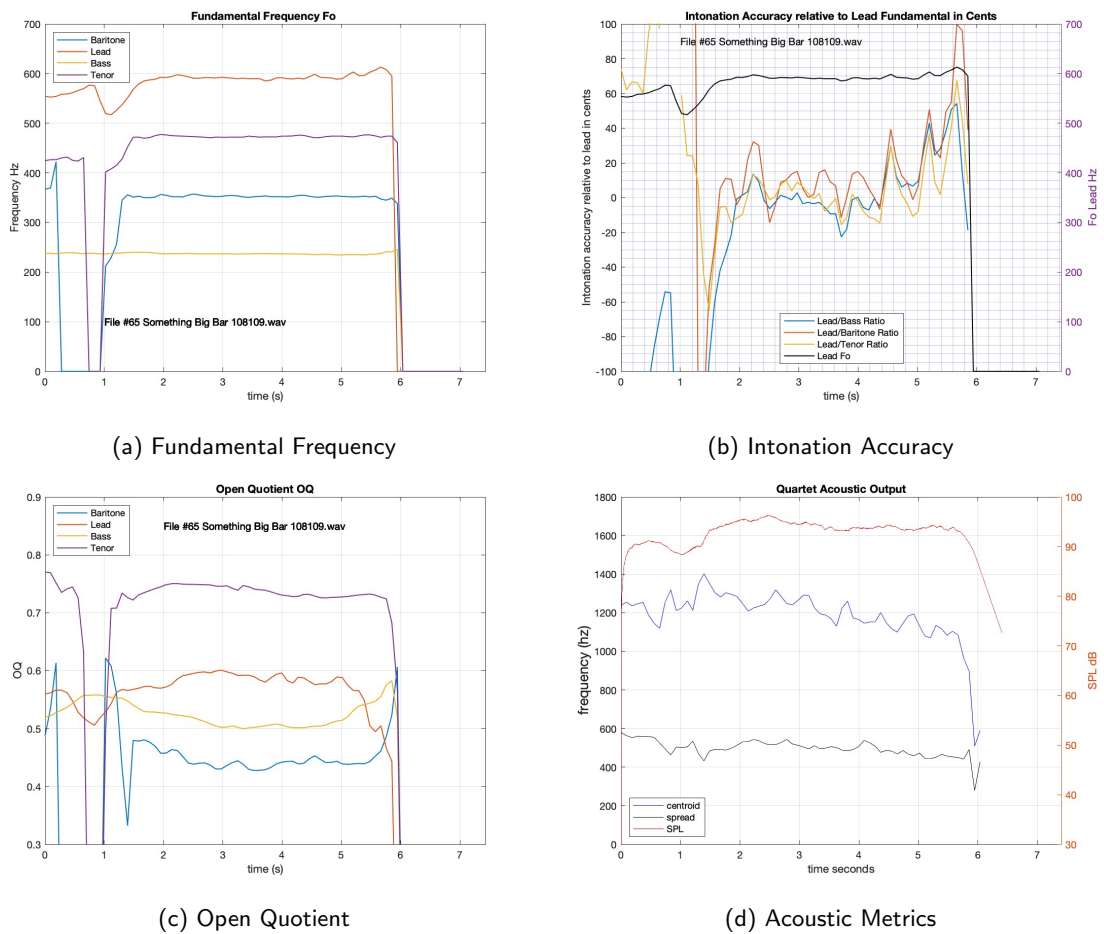 Fundamental Frequency Fo
700
600
500
400
300
200
100
0
Frequency Hz
Baritone
Lead
Bass
Tenor
File #65 Something Big Bar 108109.wav
0 1 2 3 4 5 6 7
time (s)
(a) Fundamental Frequency
Intonation Accuracy relative to Lead Fundamental in Cents
100
80
60
40
20
0
-20
-40
-60
-80
-100
Intonation accuracy relative to lead in cents
File #65 Something Big Bar 108109.wav
Lead/Bass Ratio
Lead/Baritone Ratio
Lead/Tenor Ratio
Lead Fo
700
600
500
400
300
200
100
0
Fo Lead Hz
0 1 2 3 4 5 6 7
time (s)
(b) Intonation Accuracy
Open Quotient OQ
0.9
0.8
0.7
0.6
0.5
0.4
0.3
OQ
Baritone
Lead
Bass
Tenor
File #65 Something Big Bar 108109.wav
0 1 2 3 4 5 6 7
time (s)
(c) Open Quotient
Quartet Acoustic Output
1800
1600
1400
1200
1000
800
600
400
200
0
frequency (hz)
centroid
spread
SPL
100
90
80
70
60
50
40
30
SPL dB
0 1 2 3 4 5 6 7
time seconds
(d) Acoustic Metrics